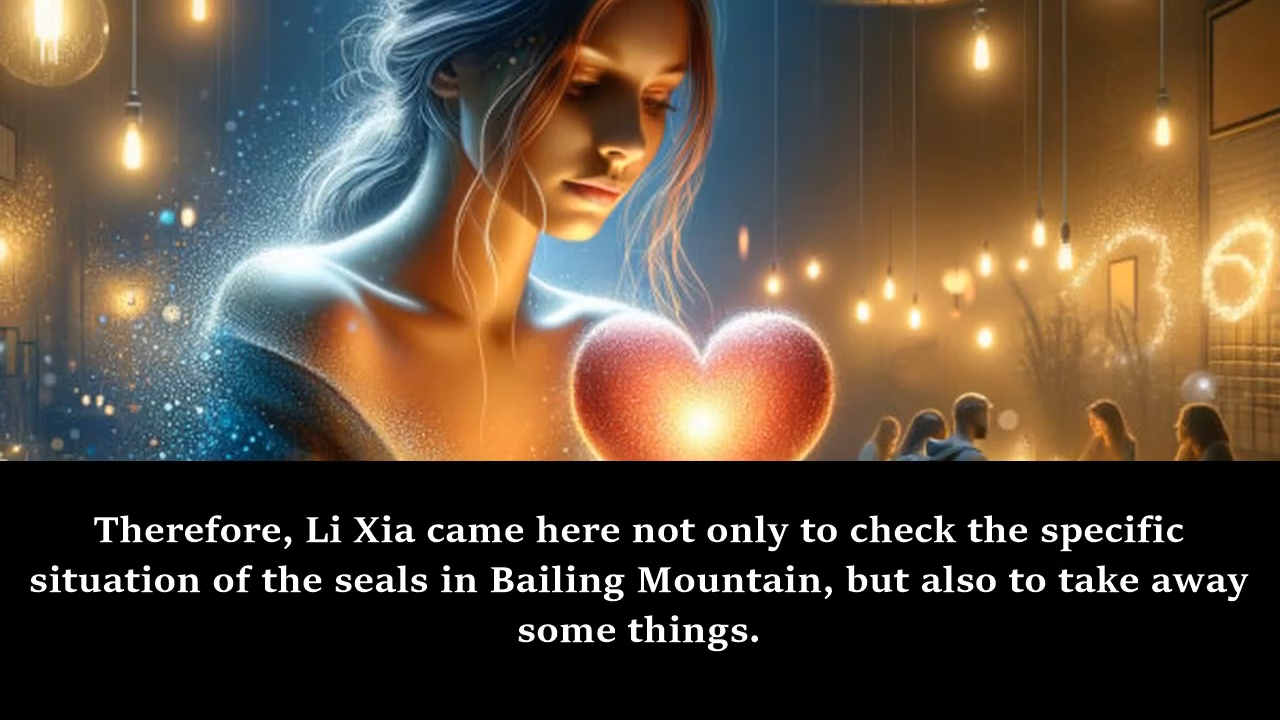 Therefore, Li Xia came here not only to check the specific
situation of the seals in Bailing Mountain, but also to take away
some things.